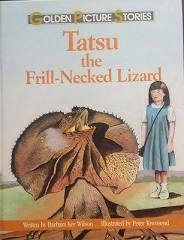 GOLDEN PICTURE STORIES
Tatsu
the
Frill-Necked Lizard
Written by Barbara Ker Wilson Illustrated by Peter Townsend